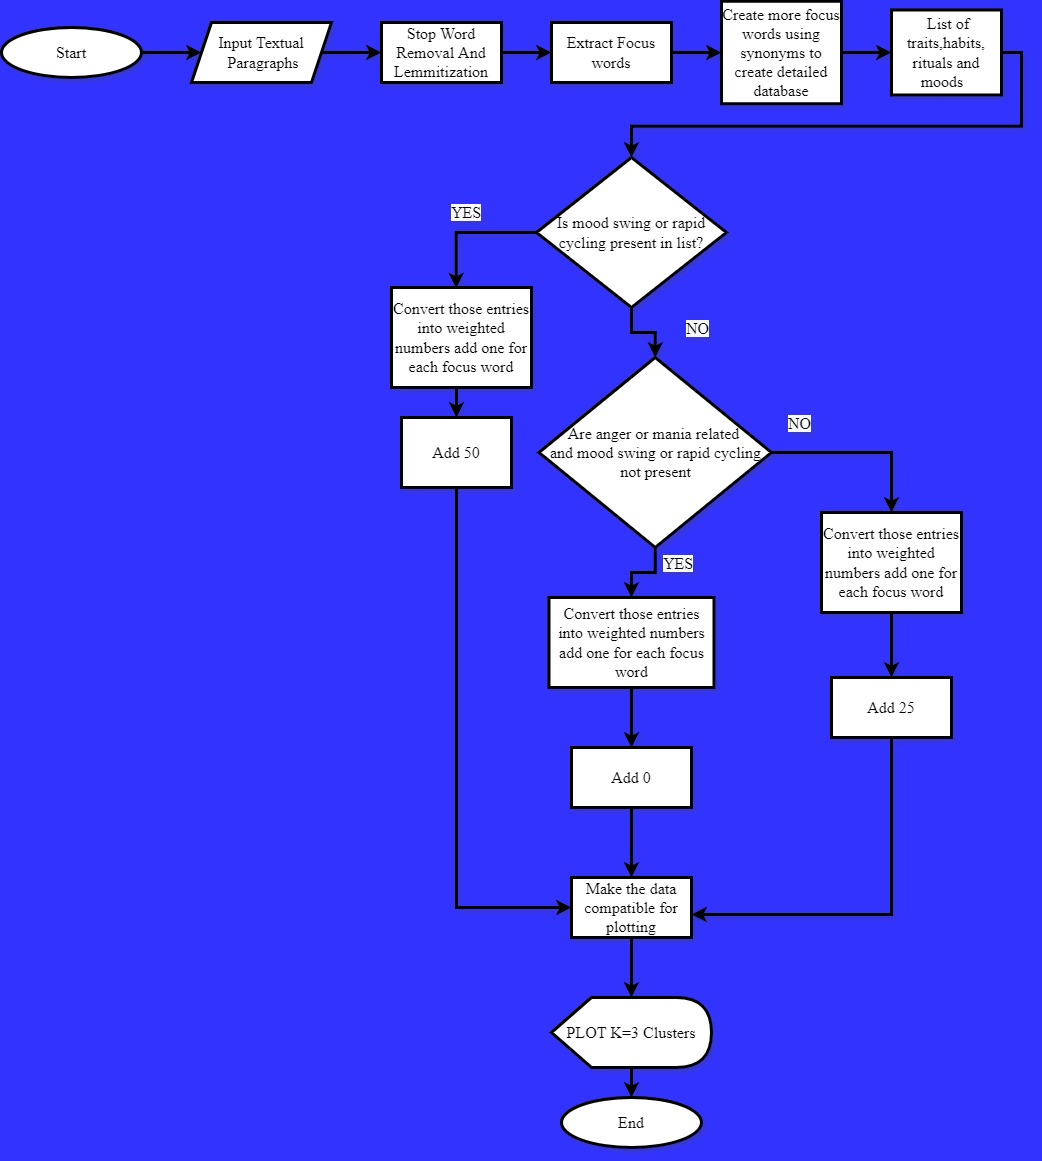 Start
Input Textual
Paragraphs
Stop Word
Removal And
Lemmitization
Extract Focus
words
Create more focus
words using
synonyms to
create detailed
database
List of
traits,habits,
rituals and
moods
Is mood swing or rapid
cycling present in list?
YES
NO
Convert those entries
into weighted
numbers add one for
each focus word
Add 50
Are anger or mania related
and mood swing or rapid cycling
not present
NO
YES
Convert those entries
into weighted
numbers add one for
each focus word
Convert those entries
into weighted numbers
add one for each focus
word
Add 25
Add 0
Make the data
compatible for
plotting
PLOT K=3 Clusters
End